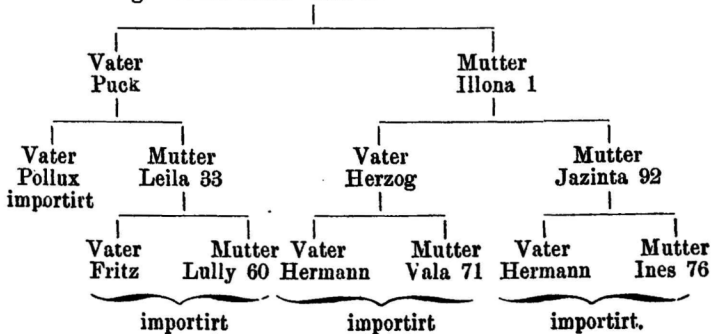 Vater Mutter
Puck Illona 1
Vater Mutter Vater Mutter
Pollux Leila 33 Herzog Jazinta 92
importirt
Vater Mutter Vater Mutter Vater Mutter
Fritz Lully 60 Hermann Vala 71 Hermann Ines 76
importirt importirt importirt.